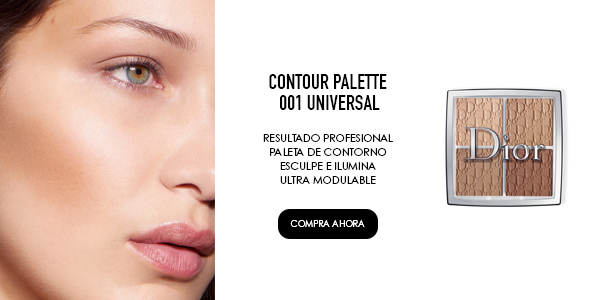 CONTOUR PALETTE
001 UNIVERSAL
RESULTADO PROFESIONAL
PALETA DE CONTORNO
ESCULPE E ILUMINA
ULTRA MODULABLE
COMPRA AHORA
Dior